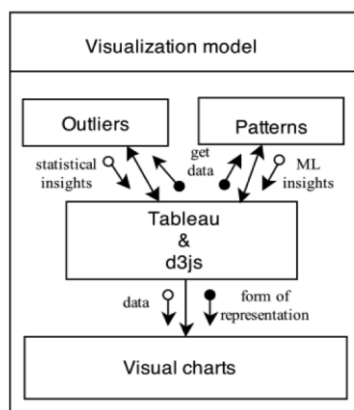 Visualization model
Outliers
Patterns
statistical
insights
get
data
ML
insights
Tableau
&
d3js
data
form of
representation
Visual charts